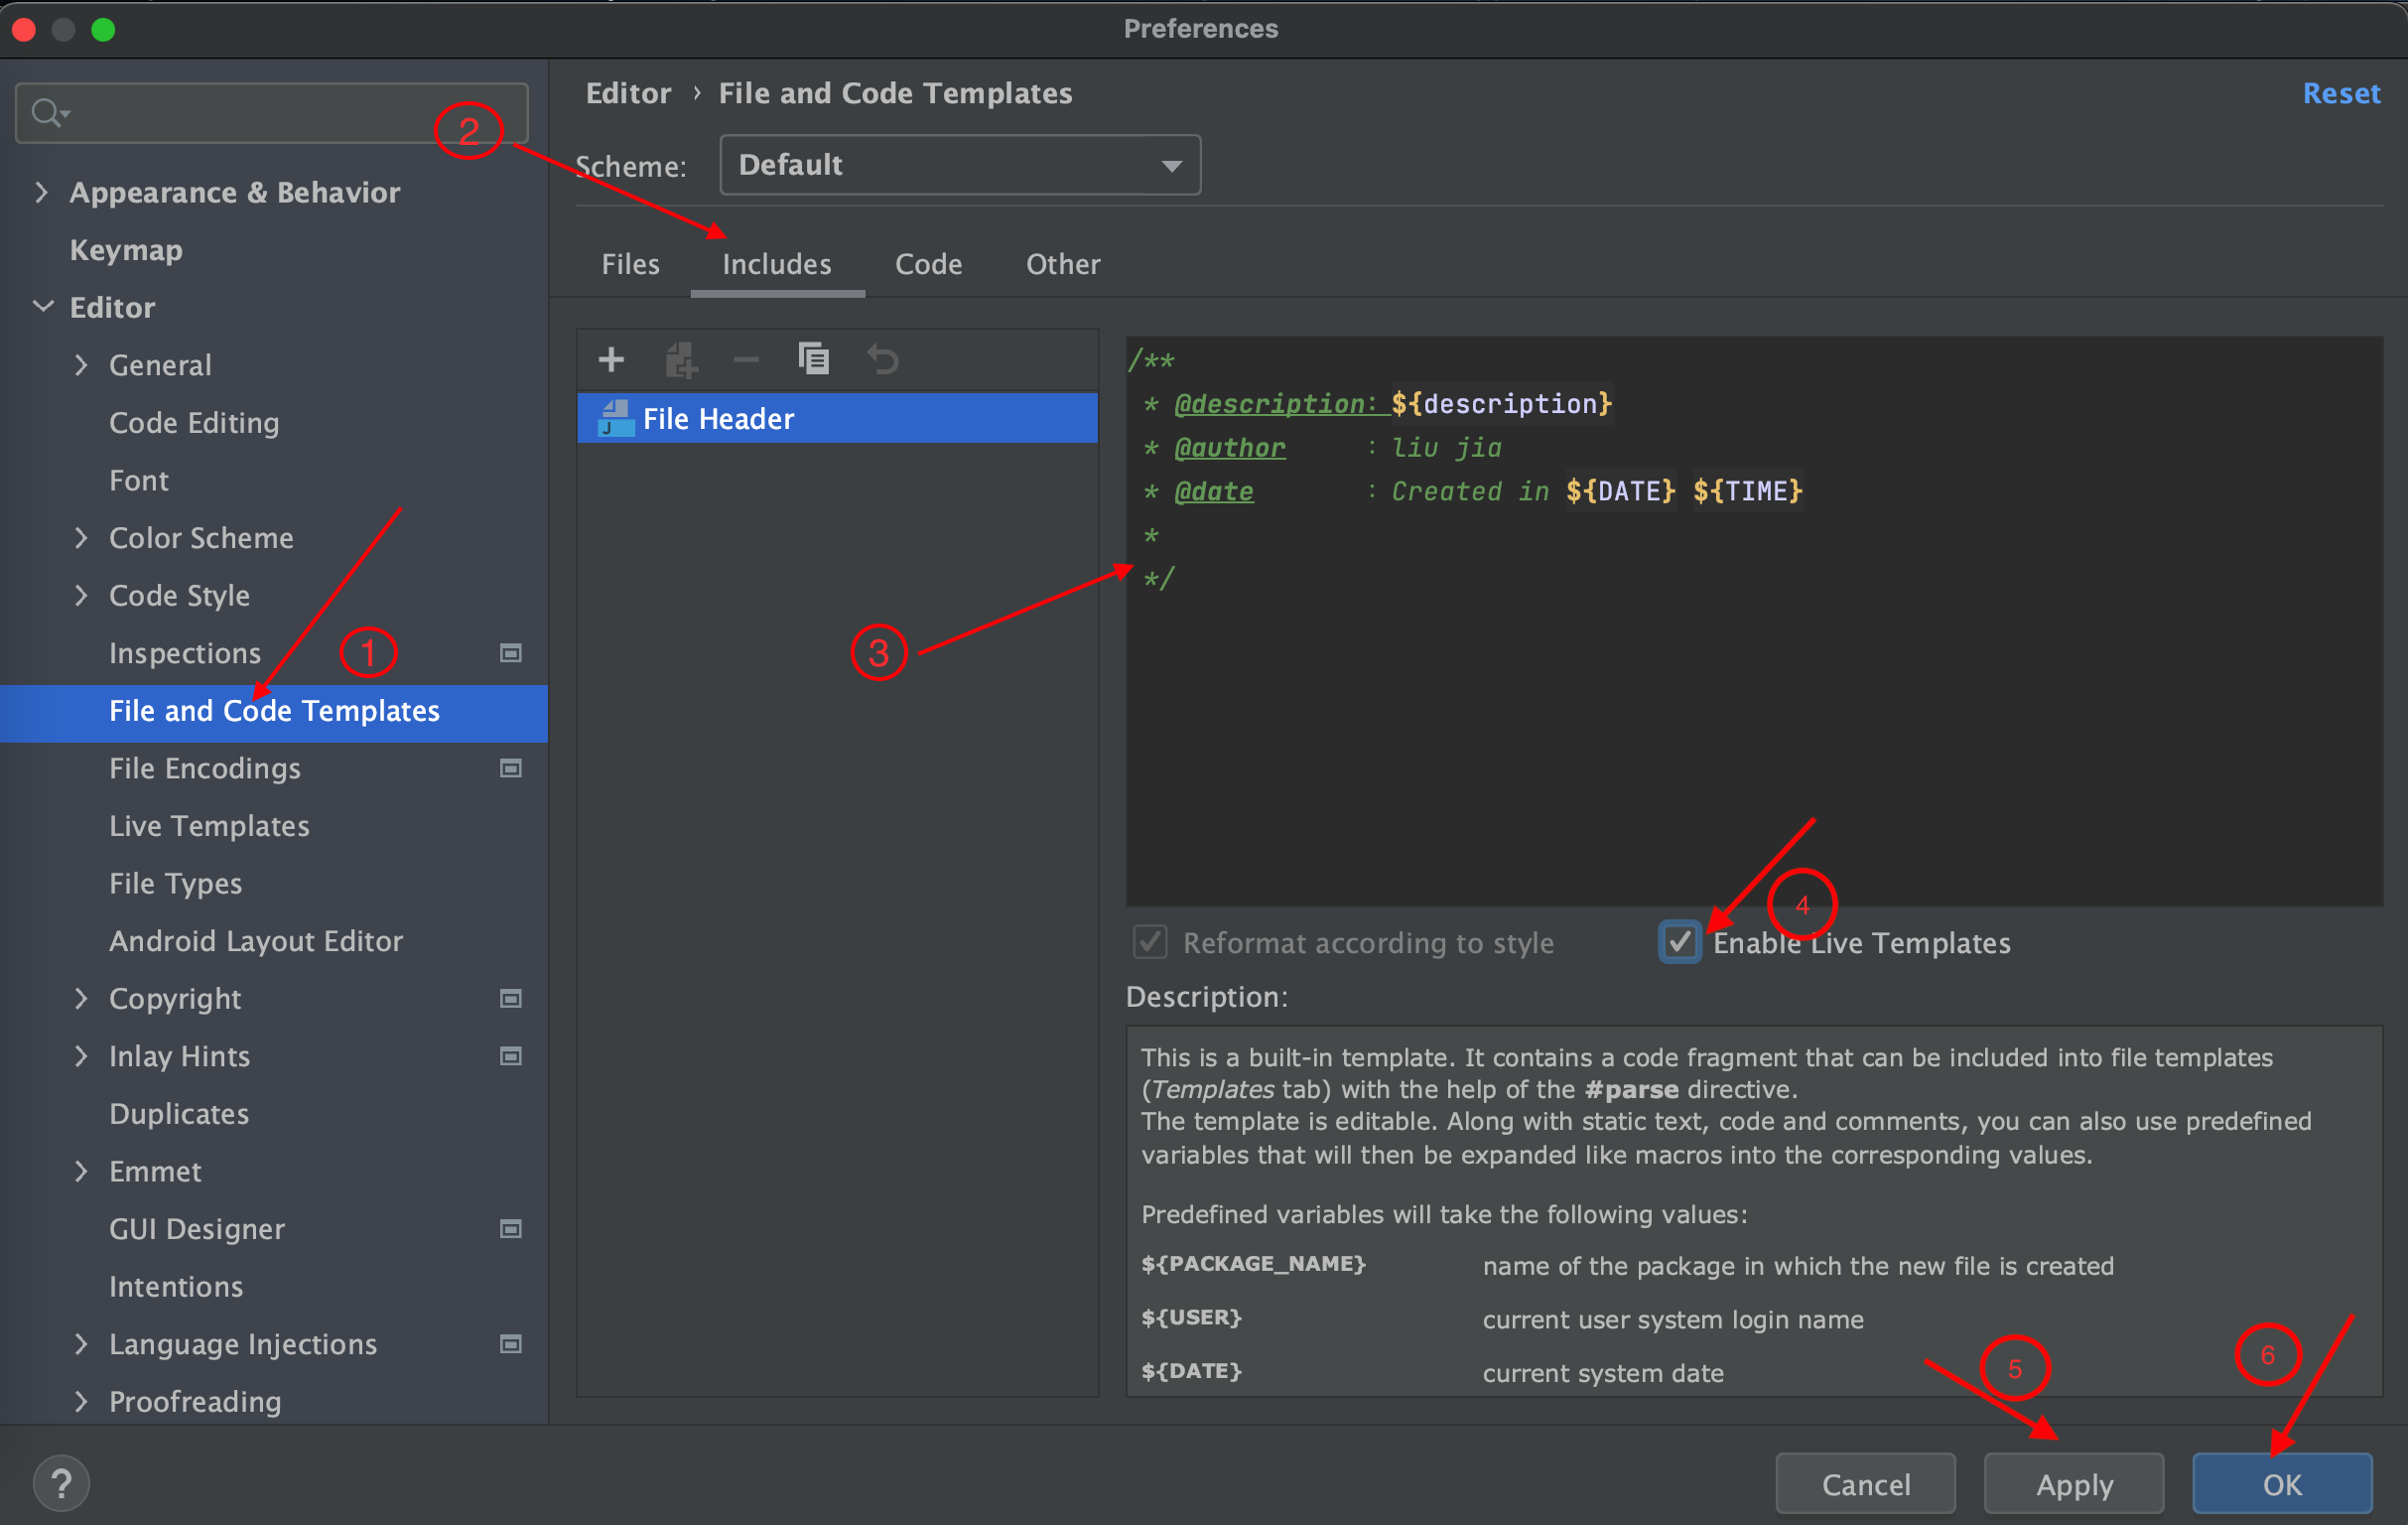 Preferences
Editor › File and Code Templates
Reset
Scheme: Default
Files Includes Code Other
Appearance & Behavior
Keymap
Editor
General
Code Editing
Font
Color Scheme
Code Style
Inspections
File and Code Templates
File Encodings
Live Templates
File Types
Android Layout Editor
Copyright
Inlay Hints
Duplicates
Emmet
GUI Designer
Intentions
Language Injections
Proofreading
File Header
/**
* @description: ${description}
* @author : liu jia
* @date : Created in ${DATE} ${TIME}
*
*/
1
2
3
4
Reformat according to style
Enable Live Templates
Description:
This is a built-in template. It contains a code fragment that can be included into file templates
(Templates tab) with the help of the #parse directive.
The template is editable. Along with static text, code and comments, you can also use predefined
variables that will then be expanded like macros into the corresponding values.
Predefined variables will take the following values:
${PACKAGE_NAME} name of the package in which the new file is created
${USER} current user system login name
${DATE} current system date
5
6
?
Cancel
Apply
OK